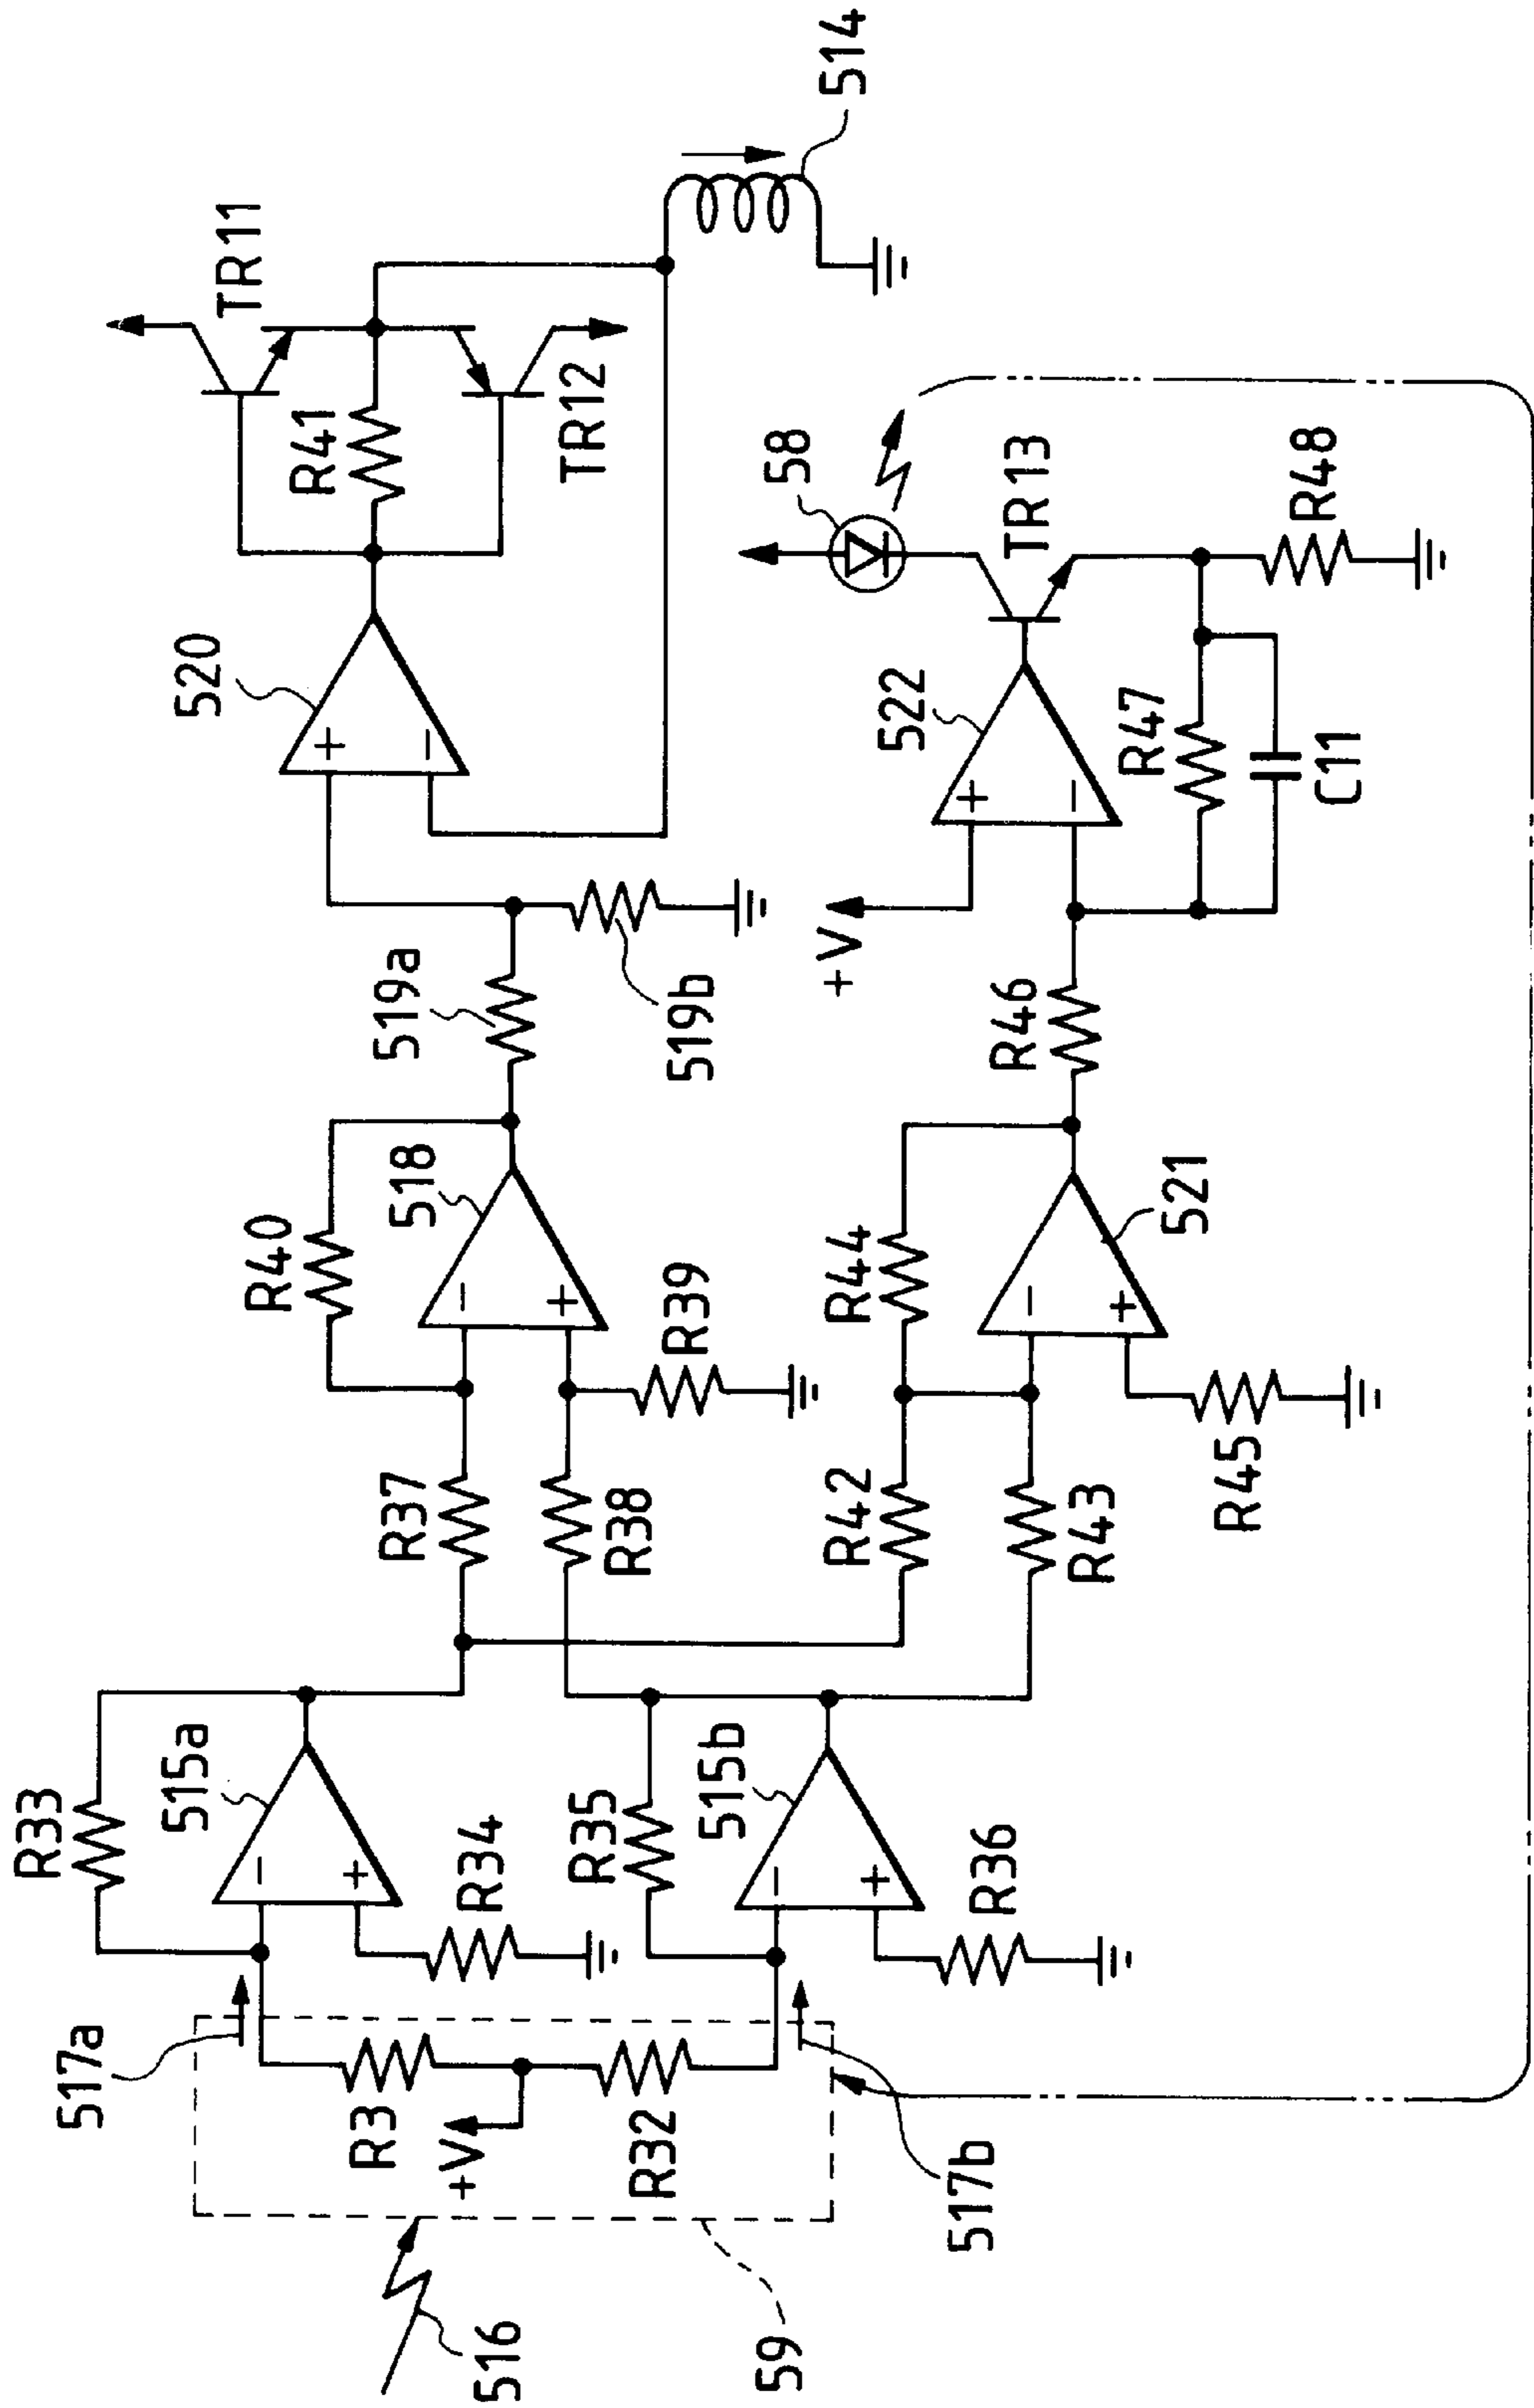 R33
515a
517a
R34
R3
+V
R32
516
59
517b
R35
515b
R36
R37
R38
R40
518
R39
519a
519b
520
R41
TR11
TR12
514
R42
R43
R44
521
R45
R46
+V
522
R47
C11
58
TR13
R48
-
+
-
+
-
+
-
+
+
-
+
-